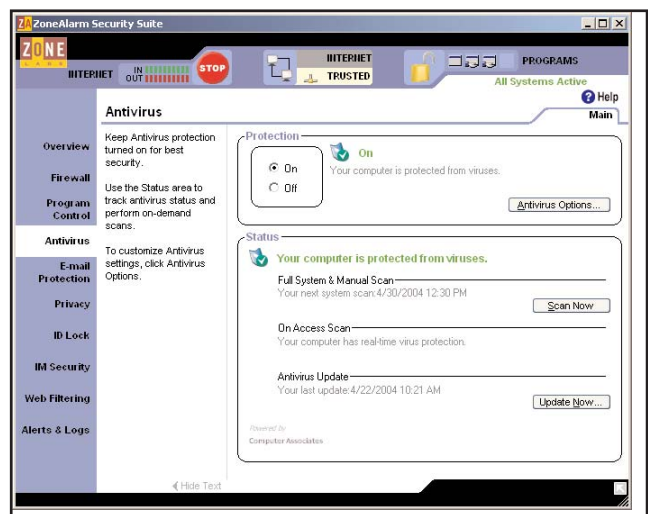 ZoneAlarm Security Suite
ZONE
LABS
INTERNET
IN
OUT
STOP
INTERNET
TRUSTED
PROGRAMS
All Systems Active
Help
Antivirus
Main
Overview
Firewall
Program
Control
Antivirus
E-mail
Protection
Privacy
ID Lock
IM Security
Web Filtering
Alerts & Logs
Keep Antivirus protection
turned on for best
security.
Use the Status area to
track antivirus status and
perform on-demand
scans.
To customize Antivirus
settings, click Antivirus
Options.
Hide Text
Protection
On
Off
On
Your computer is protected from viruses.
Antivirus Options...
Status
Your computer is protected from viruses.
Full System & Manual Scan
Your next system scan:4/30/2004 12:30 PM
Scan Now
On Access Scan
Your computer has real-time virus protection.
Antivirus Update
Your last update:4/22/2004 10:21 AM
Update Now...
Powered by
Computer Associates